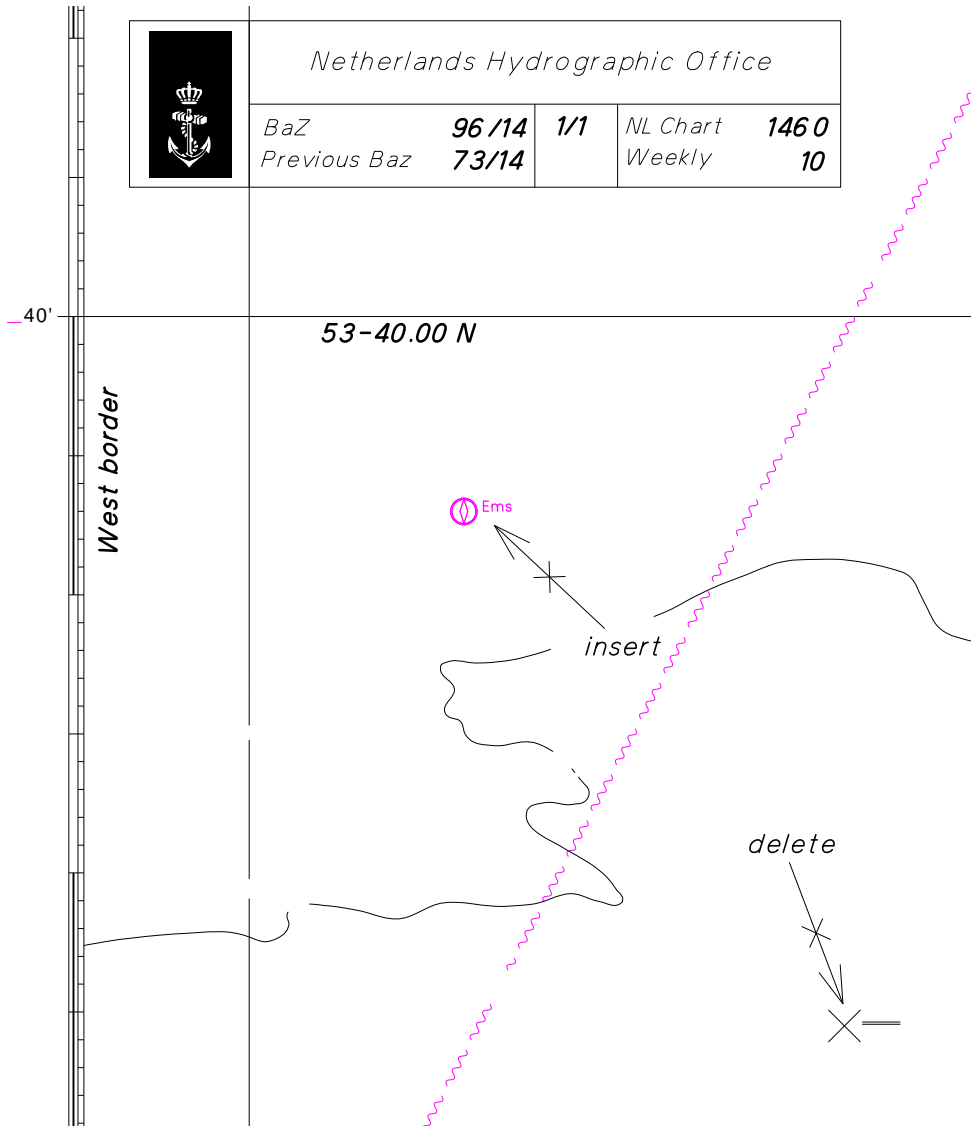 Netherlands Hydrographic Office
BaZ 96/14 1/1 NL Chart 1460
Previous Baz 73/14 Weekly 10
40'
53-40.00 N
West border
Ems
insert
delete